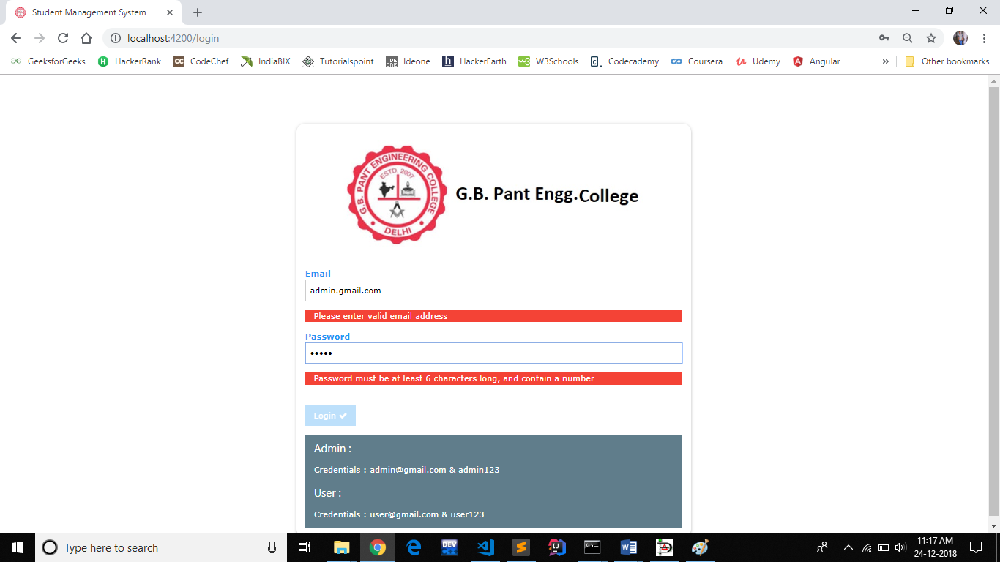 Student Management System
localhost:4200/login
GeeksforGeeks HackerRank CodeChef IndiaBIX Tutorialspoint Ideone HackerEarth W3Schools Codecademy Coursera Udemy Angular » Other bookmarks
G.B. PANT ENGINEERING COLLEGE
ESTD. 2007
DELHI
G.B. Pant Engg.College
Email
admin.gmail.com
Please enter valid email address
Password
•••••
Password must be at least 6 characters long, and contain a number
Login
Admin :
Credentials : admin@gmail.com & admin123
User :
Credentials : user@gmail.com & user123
Type here to search
11:17 AM
24-12-2018